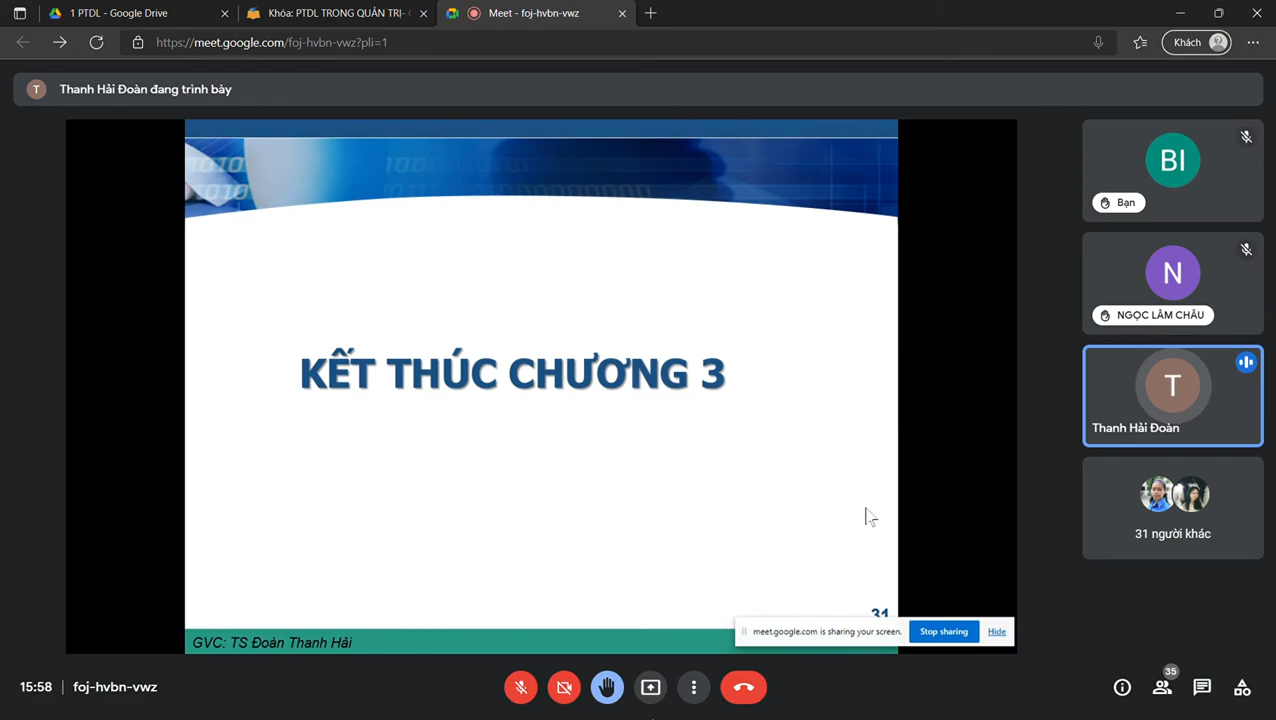 1 PTDL - Google Drive
Khóa: PTDL TRONG QUẢN TRỊ- C
Meet - foj-hvbn-vwz
https://meet.google.com/foj-hvbn-vwz?pli=1
Khách
T
Thanh Hải Đoàn đang trình bày
BI
Bạn
N
NGỌC LÂM CHÂU
KẾT THÚC CHƯƠNG 3
T
Thanh Hải Đoàn
31 người khác
31
meet.google.com is sharing your screen.
Stop sharing
Hide
GVC: TS Đoàn Thanh Hải
15:58
foj-hvbn-vwz
35